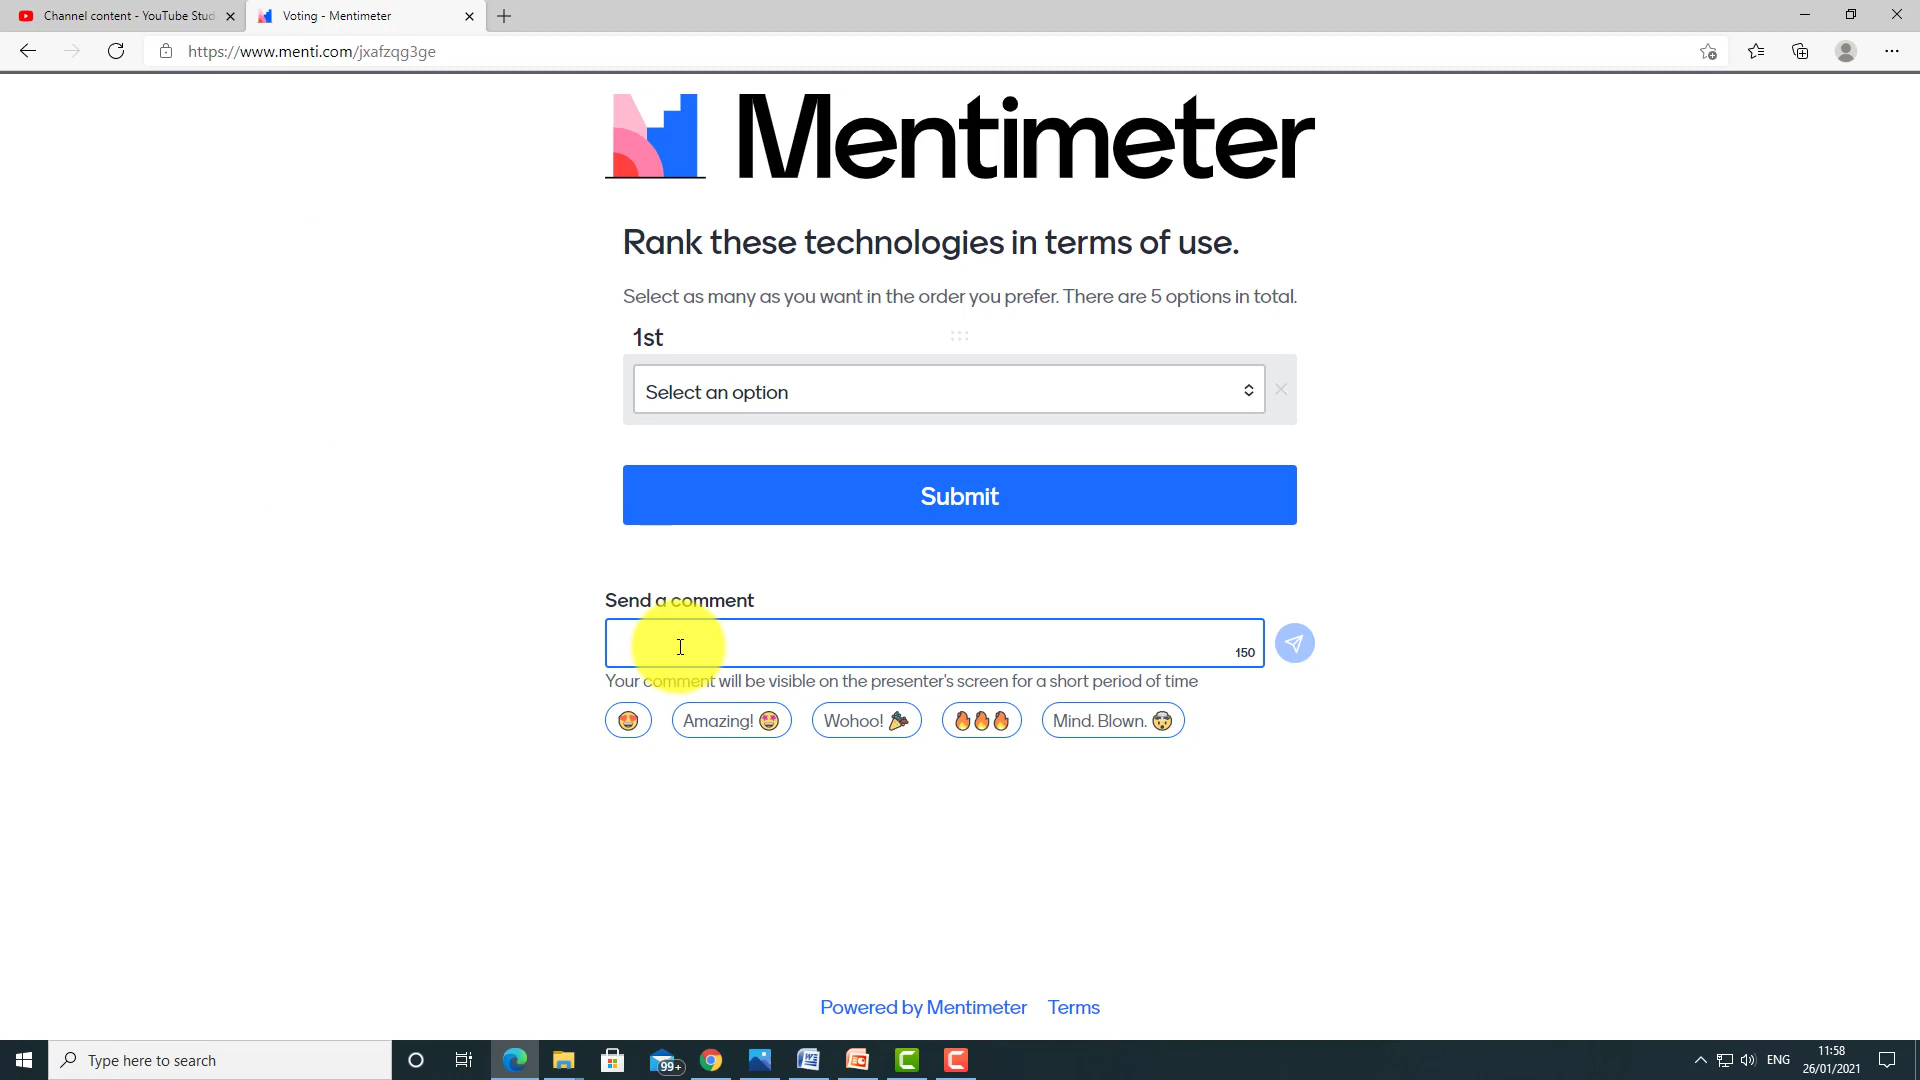 Channel content - YouTube Stud
Voting - Mentimeter
https://www.menti.com/jxafzqg3ge
Mentimeter
Rank these technologies in terms of use.
Select as many as you want in the order you prefer. There are 5 options in total.
1st
Select an option
Submit
Send a comment
150
Your comment will be visible on the presenter's screen for a short period of time
😍 Amazing! 🤩 Wohoo! 🎉 🔥🔥🔥 Mind. Blown. 🤯
Powered by Mentimeter Terms
Type here to search
99+
ENG
11:58
26/01/2021